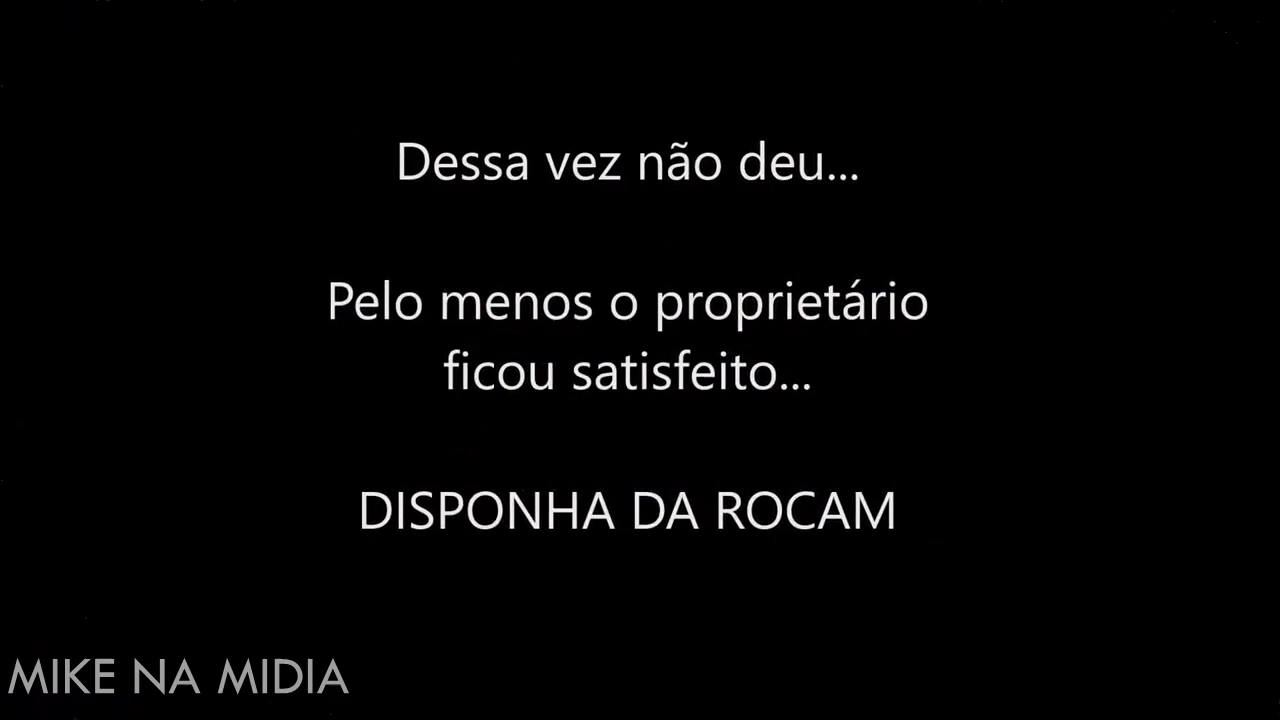 Dessa vez não deu...
Pelo menos o proprietário
ficou satisfeito...
DISPONHA DA ROCAM
MIKE NA MIDIA